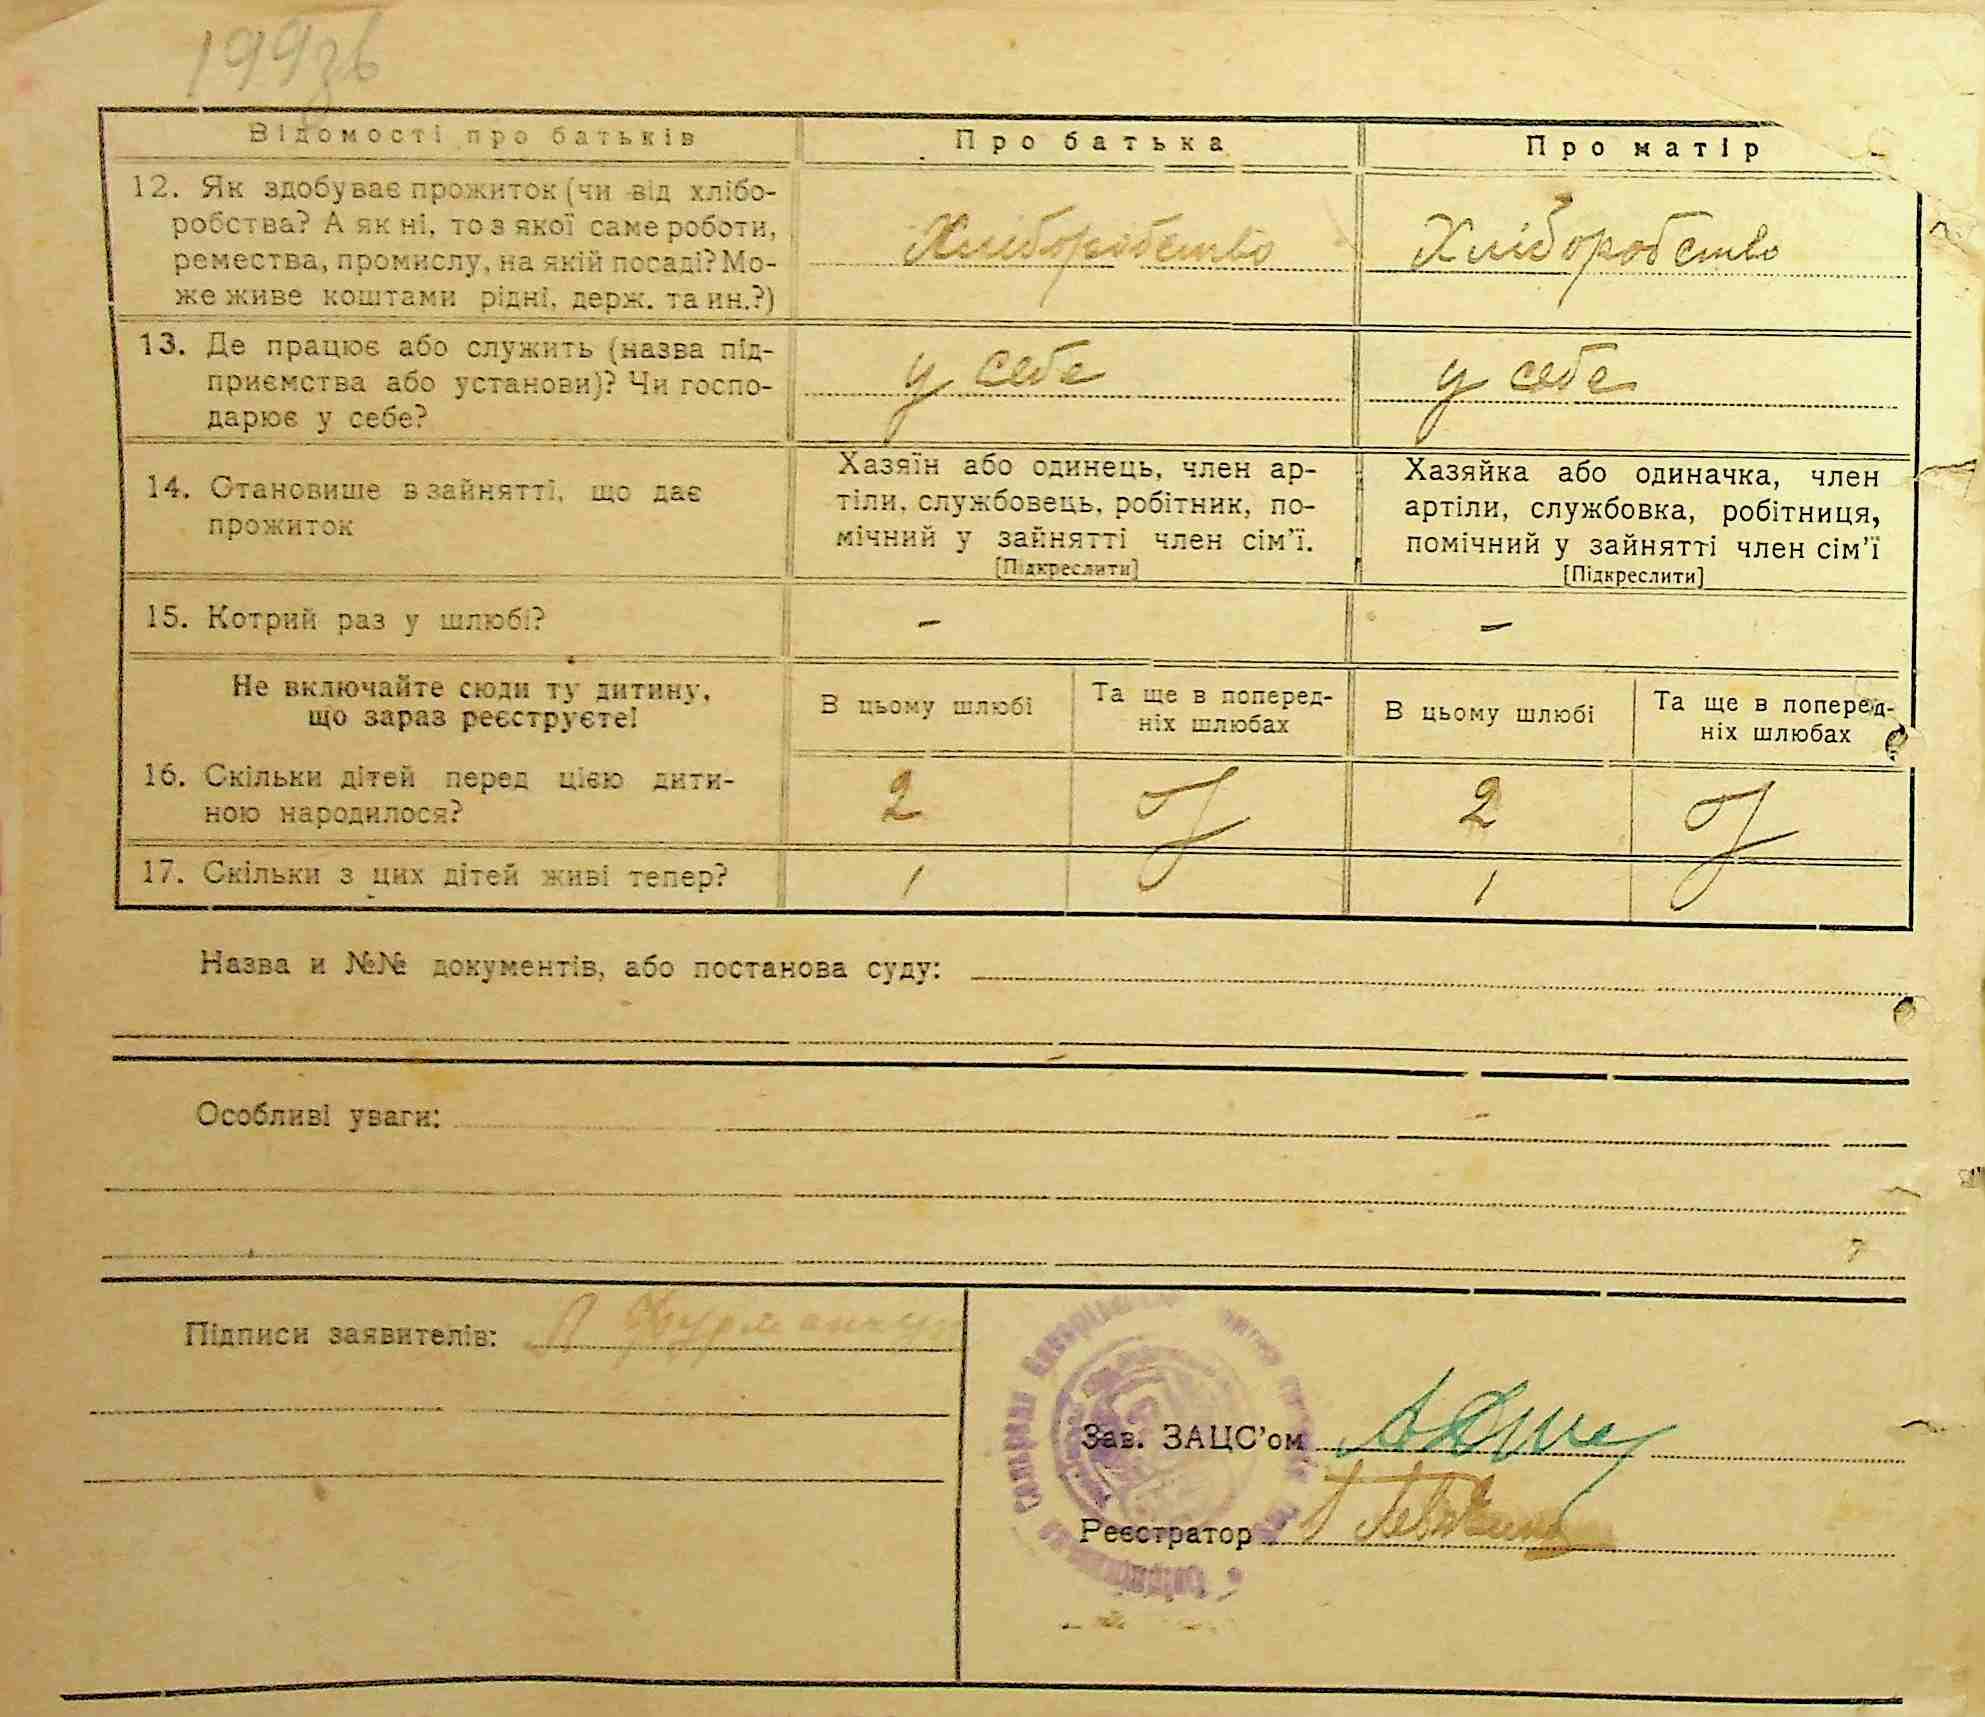 199зв
Відомості про батьків
Про батька
Про матір
12. Як здобуває прожиток (чи від хлібо-
робства? А як ні, то з якої саме роботи,
ремества, промислу, на якій посаді? Мо-
же живе коштами рідні, держ. та ин.?)
Хліборобство
Хліборобство
13. Де працює або служить (назва під-
приємства або установи)? Чи госпо-
дарює у себе?
у себе
у себе
14. Становише в зайнятті, що дає
прожиток
Хазяїн або одинець, член ар-
тіли, службовець, робітник, по-
мічний у зайнятті член сім'ї.
[Підкреслити]
Хазяйка або одиначка, член
артіли, службовка, робітниця,
помічний у зайнятті член сім'ї
[Підкреслити]
15. Котрий раз у шлюбі?
-
-
Не включайте сюди ту дитину,
що зараз реєструєте!
В цьому шлюбі
Та ще в поперед-
ніх шлюбах
В цьому шлюбі
Та ще в поперед-
ніх шлюбах
16. Скільки дітей перед цією дити-
ною народилося?
2
2
17. Скільки з цих дітей живі тепер?
1
1
Назва и №№ документів, або постанова суду:
Особливі уваги:
-
Підписи заявителів:
Зав. ЗАЦС'ом
Реєстратор